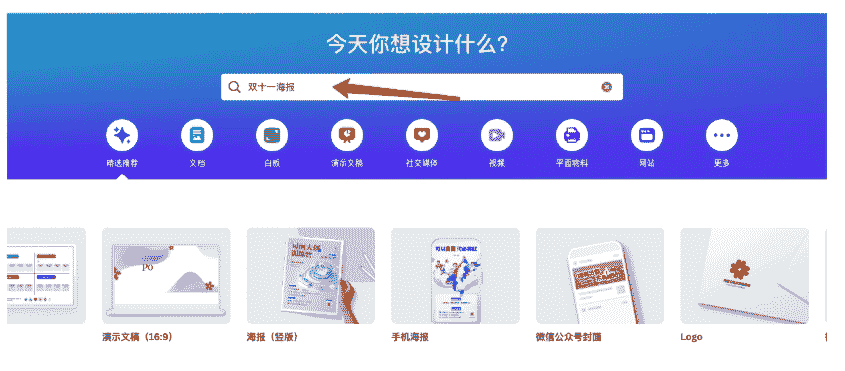 今天你想设计什么?
双十一海报
精选推荐
文档
白板
演示文稿
社交媒体
视频
平面物料
网站
更多
演示文稿（16:9）
海报（竖版）
手机海报
微信公众号封面
Logo